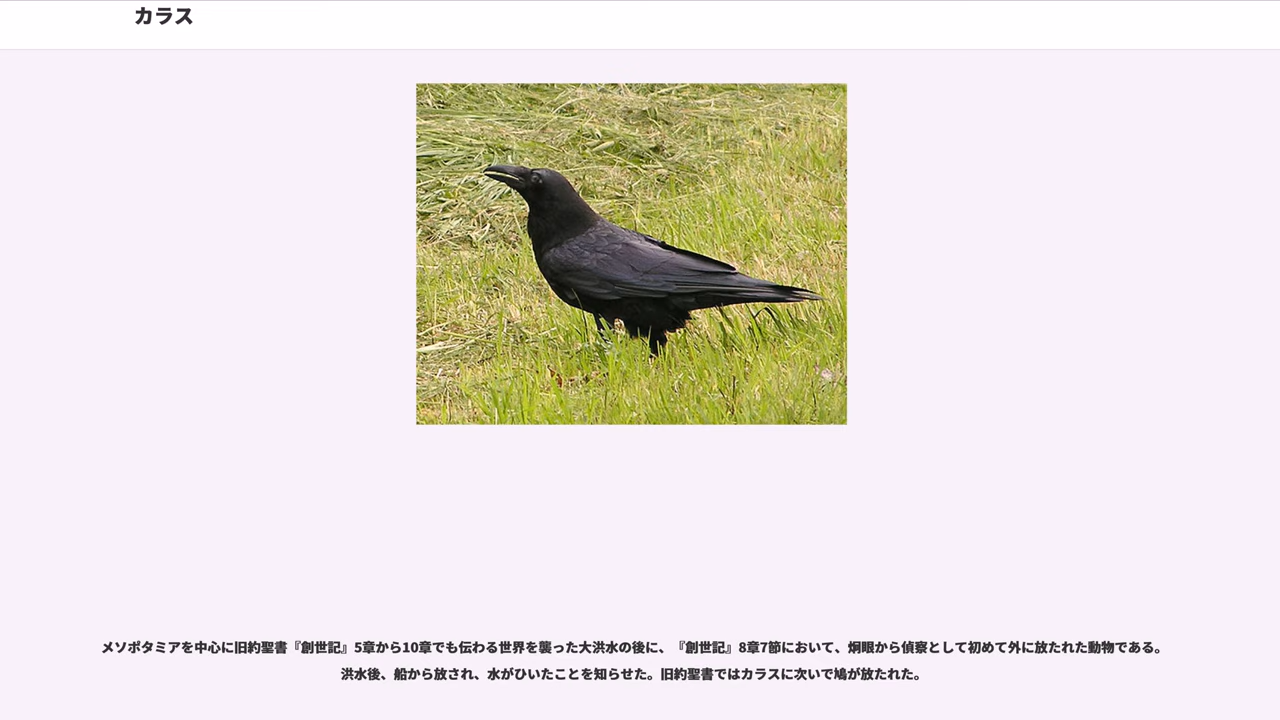 カラス
メソポタミアを中心に旧約聖書『創世記』5章から10章でも伝わる世界を襲った大洪水の後に、『創世記』8章7節において、炯眼から偵察として初めて外に放たれた動物である。
洪水後、船から放され、水がひいたことを知らせた。旧約聖書ではカラスに次いで鳩が放たれた。